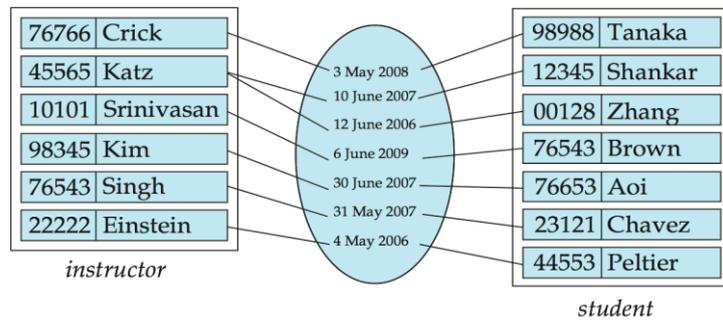 76766 Crick
45565 Katz
10101 Srinivasan
98345 Kim
76543 Singh
22222 Einstein
instructor
3 May 2008
10 June 2007
12 June 2006
6 June 2009
30 June 2007
31 May 2007
4 May 2006
98988 Tanaka
12345 Shankar
00128 Zhang
76543 Brown
76653 Aoi
23121 Chavez
44553 Peltier
student